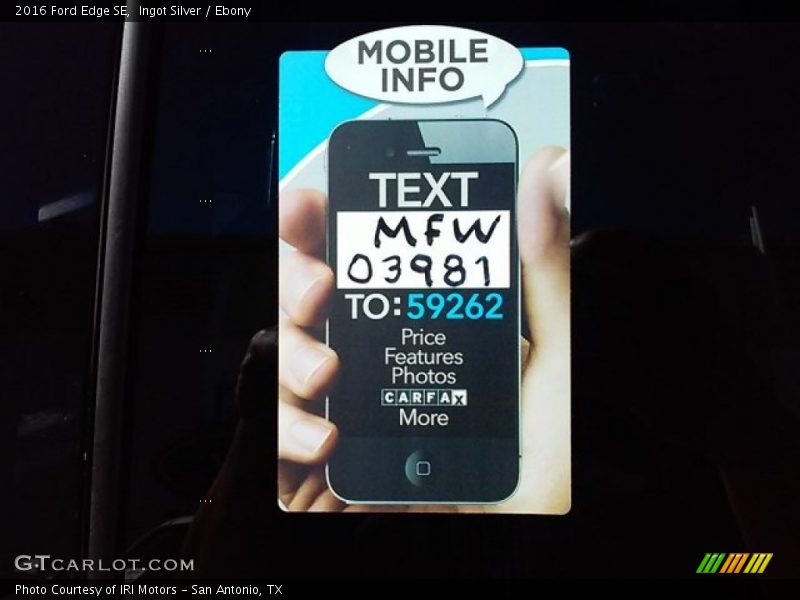 2016 Ford Edge SE,  Ingot Silver / Ebony
MOBILE
INFO
TEXT
MFW
03981
TO: 59262
Price
Features
Photos
CARFAX
More
GTCARLOT.COM
Photo Courtesy of IRI Motors - San Antonio, TX